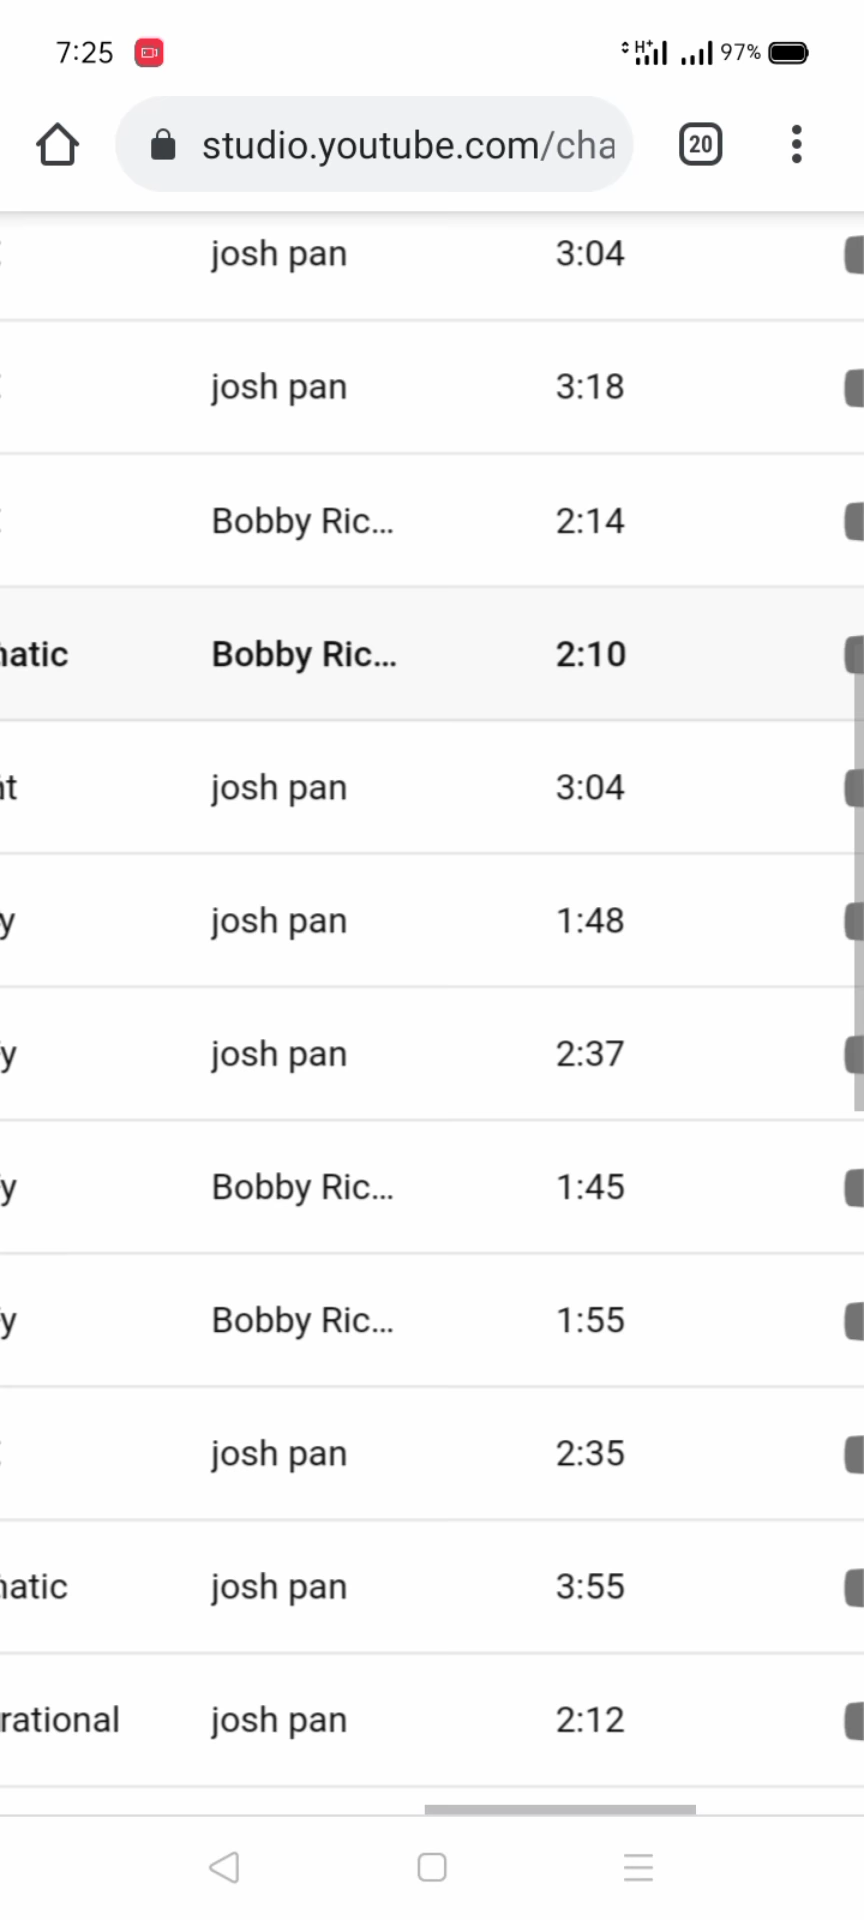 7:25 H+ 97%
studio.youtube.com/cha 20
josh pan 3:04
josh pan 3:18
Bobby Ric... 2:14
natic Bobby Ric... 2:10
nt josh pan 3:04
y josh pan 1:48
y josh pan 2:37
y Bobby Ric... 1:45
y Bobby Ric... 1:55
josh pan 2:35
natic josh pan 3:55
rational josh pan 2:12